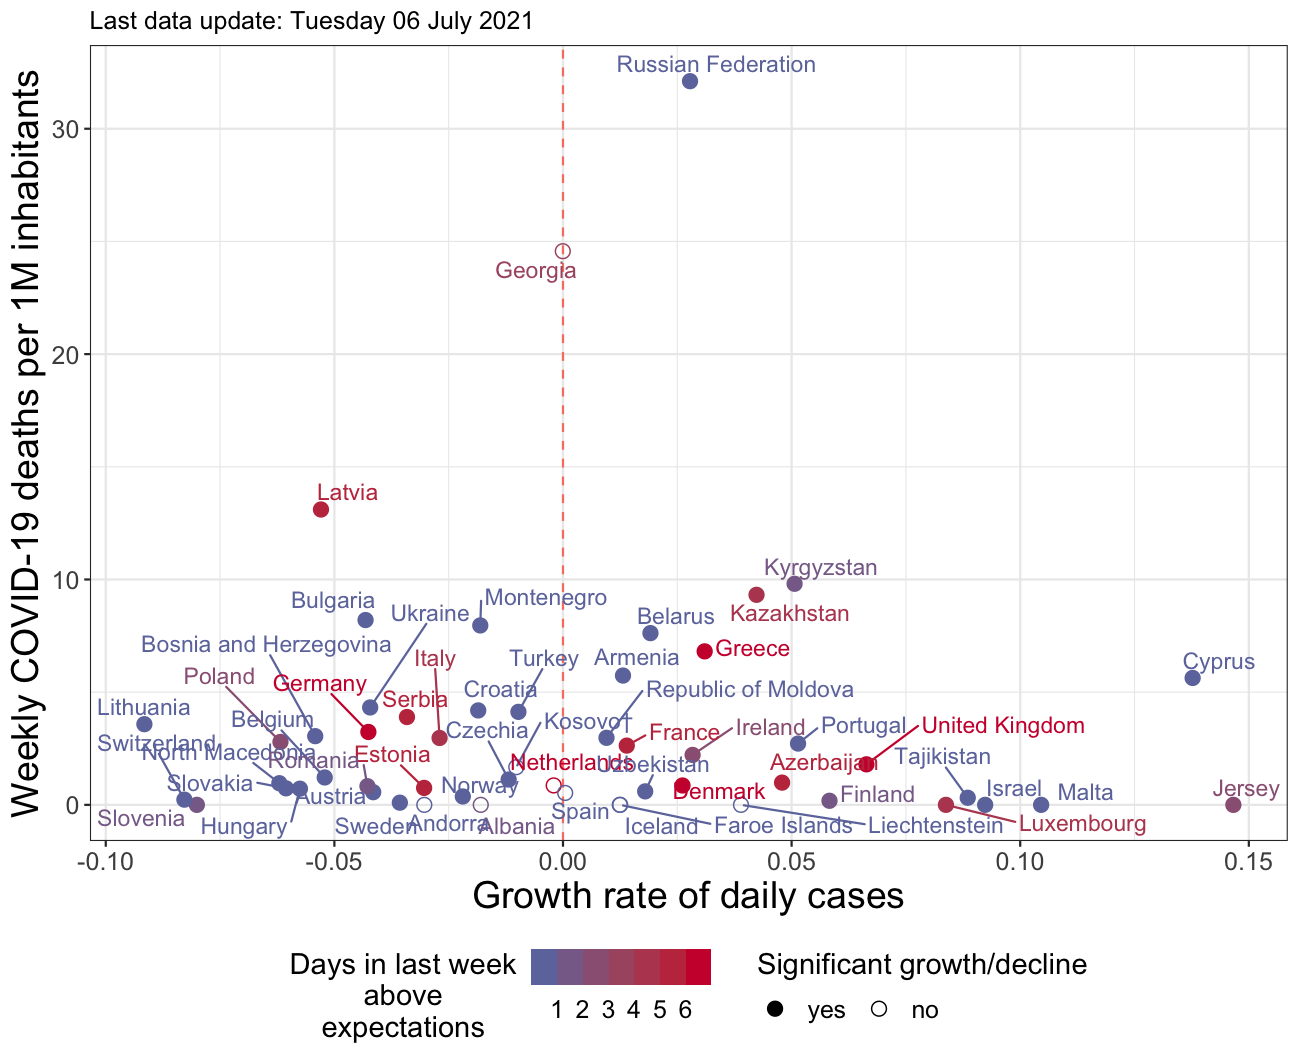 Last data update: Tuesday 06 July 2021
Weekly COVID-19 deaths per 1M inhabitants
30
20
10
0
Russian Federation
Georgia
Latvia
Kyrgyzstan
Kazakhstan
Bulgaria
Montenegro
Ukraine
Belarus
Bosnia and Herzegovina
Greece
Armenia
Italy
Turkey
Cyprus
Poland
Germany
Serbia
Croatia
Republic of Moldova
Lithuania
Belgium
Czechia
Kosovo†
France
Ireland
Portugal
United Kingdom
Switzerland
North Macedonia
Romania
Estonia
Netherlands
Uzbekistan
Azerbaijan
Tajikistan
Slovakia
Austria
Norway
Denmark
Finland
Israel
Malta
Jersey
Slovenia
Hungary
Sweden
Andorra
Albania
Spain
Iceland
Faroe Islands
Liechtenstein
Luxembourg
-0.10 -0.05 0.00 0.05 0.10 0.15
Growth rate of daily cases
Days in last week
above
expectations
1 2 3 4 5 6
Significant growth/decline
yes no